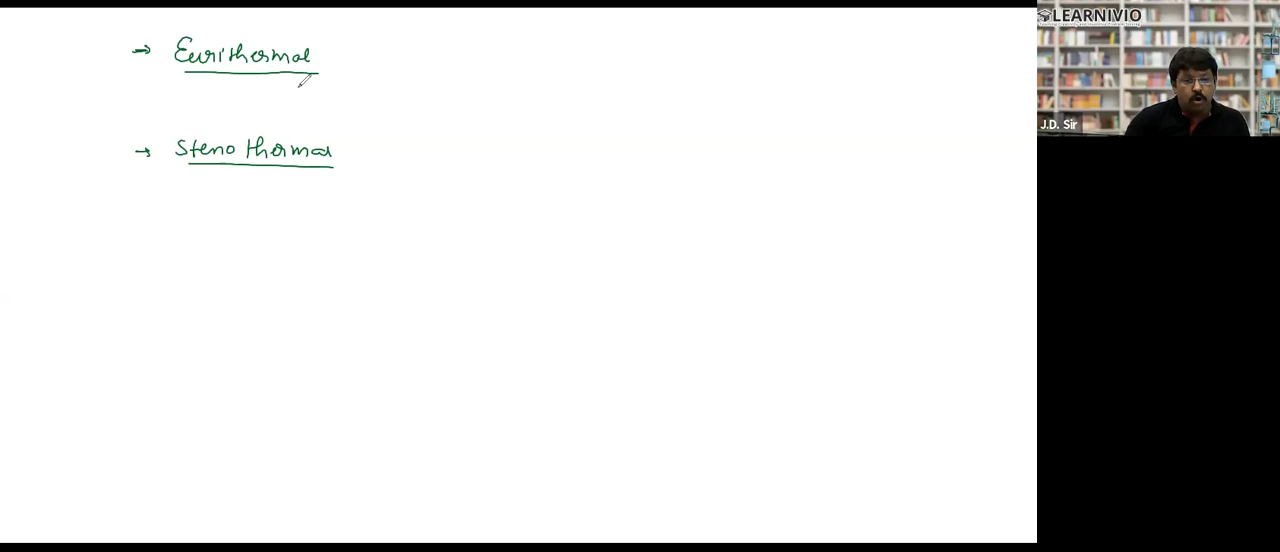 → Eurithermal
→ Steno thermal
LEARNIVIO
J.D. Sir